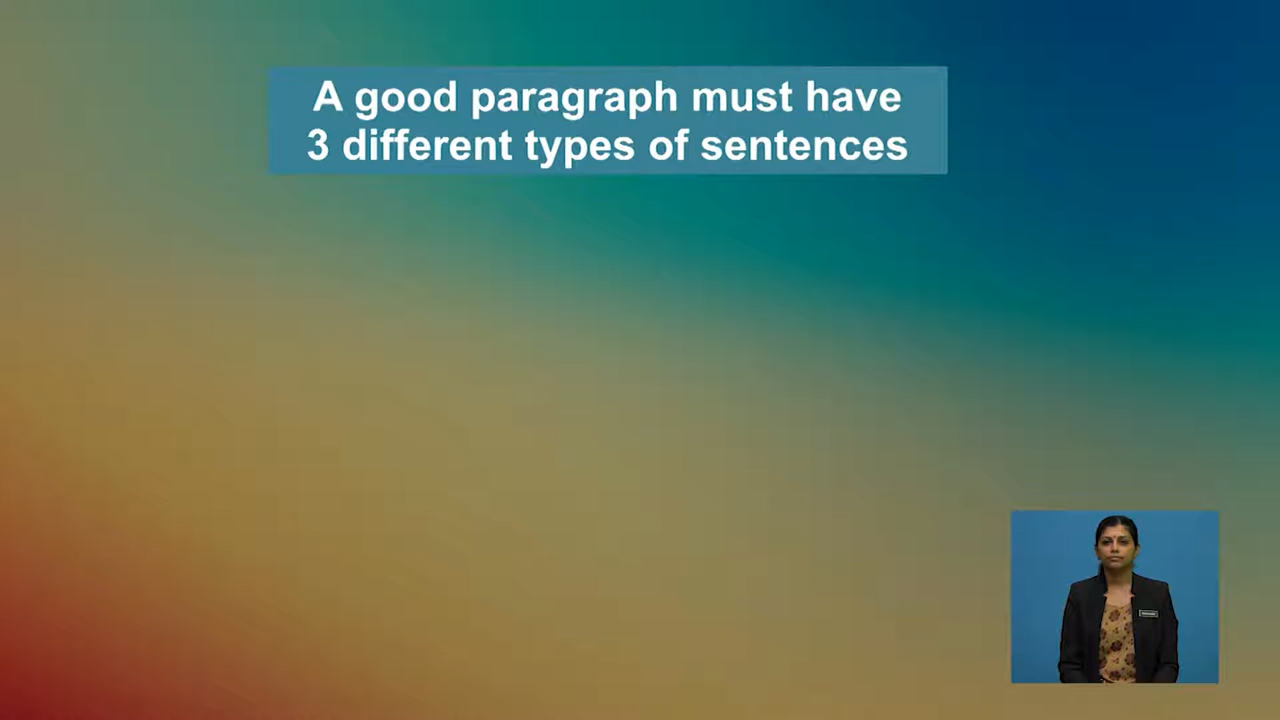 A good paragraph must have
3 different types of sentences